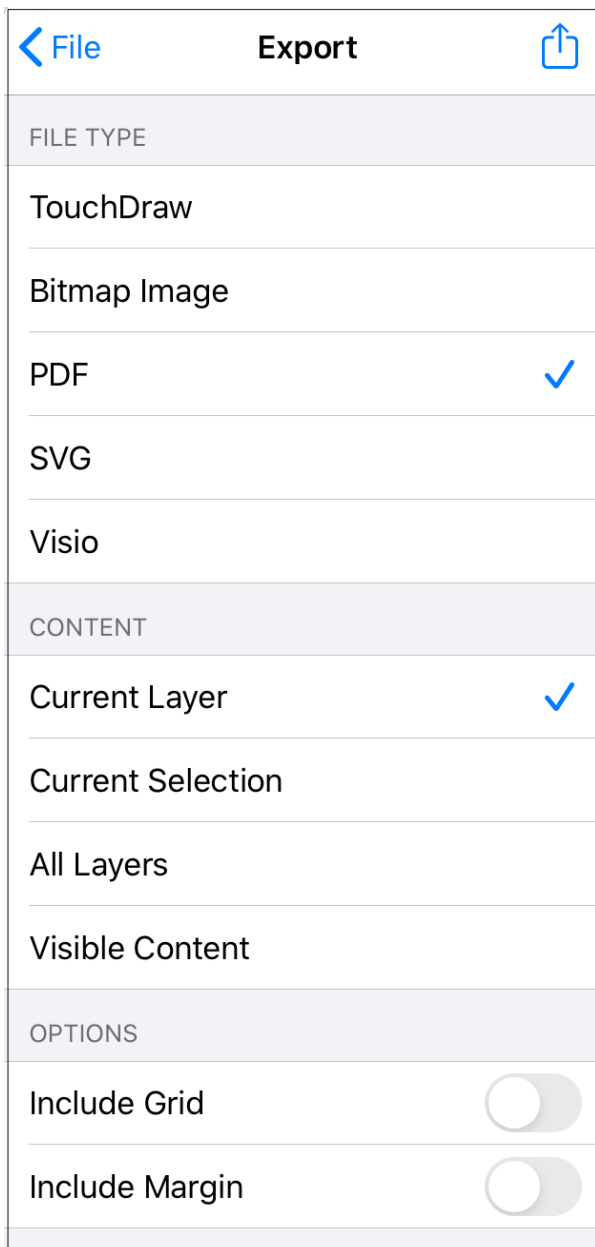 File
Export
FILE TYPE
TouchDraw
Bitmap Image
PDF
SVG
Visio
CONTENT
Current Layer
Current Selection
All Layers
Visible Content
OPTIONS
Include Grid
Include Margin